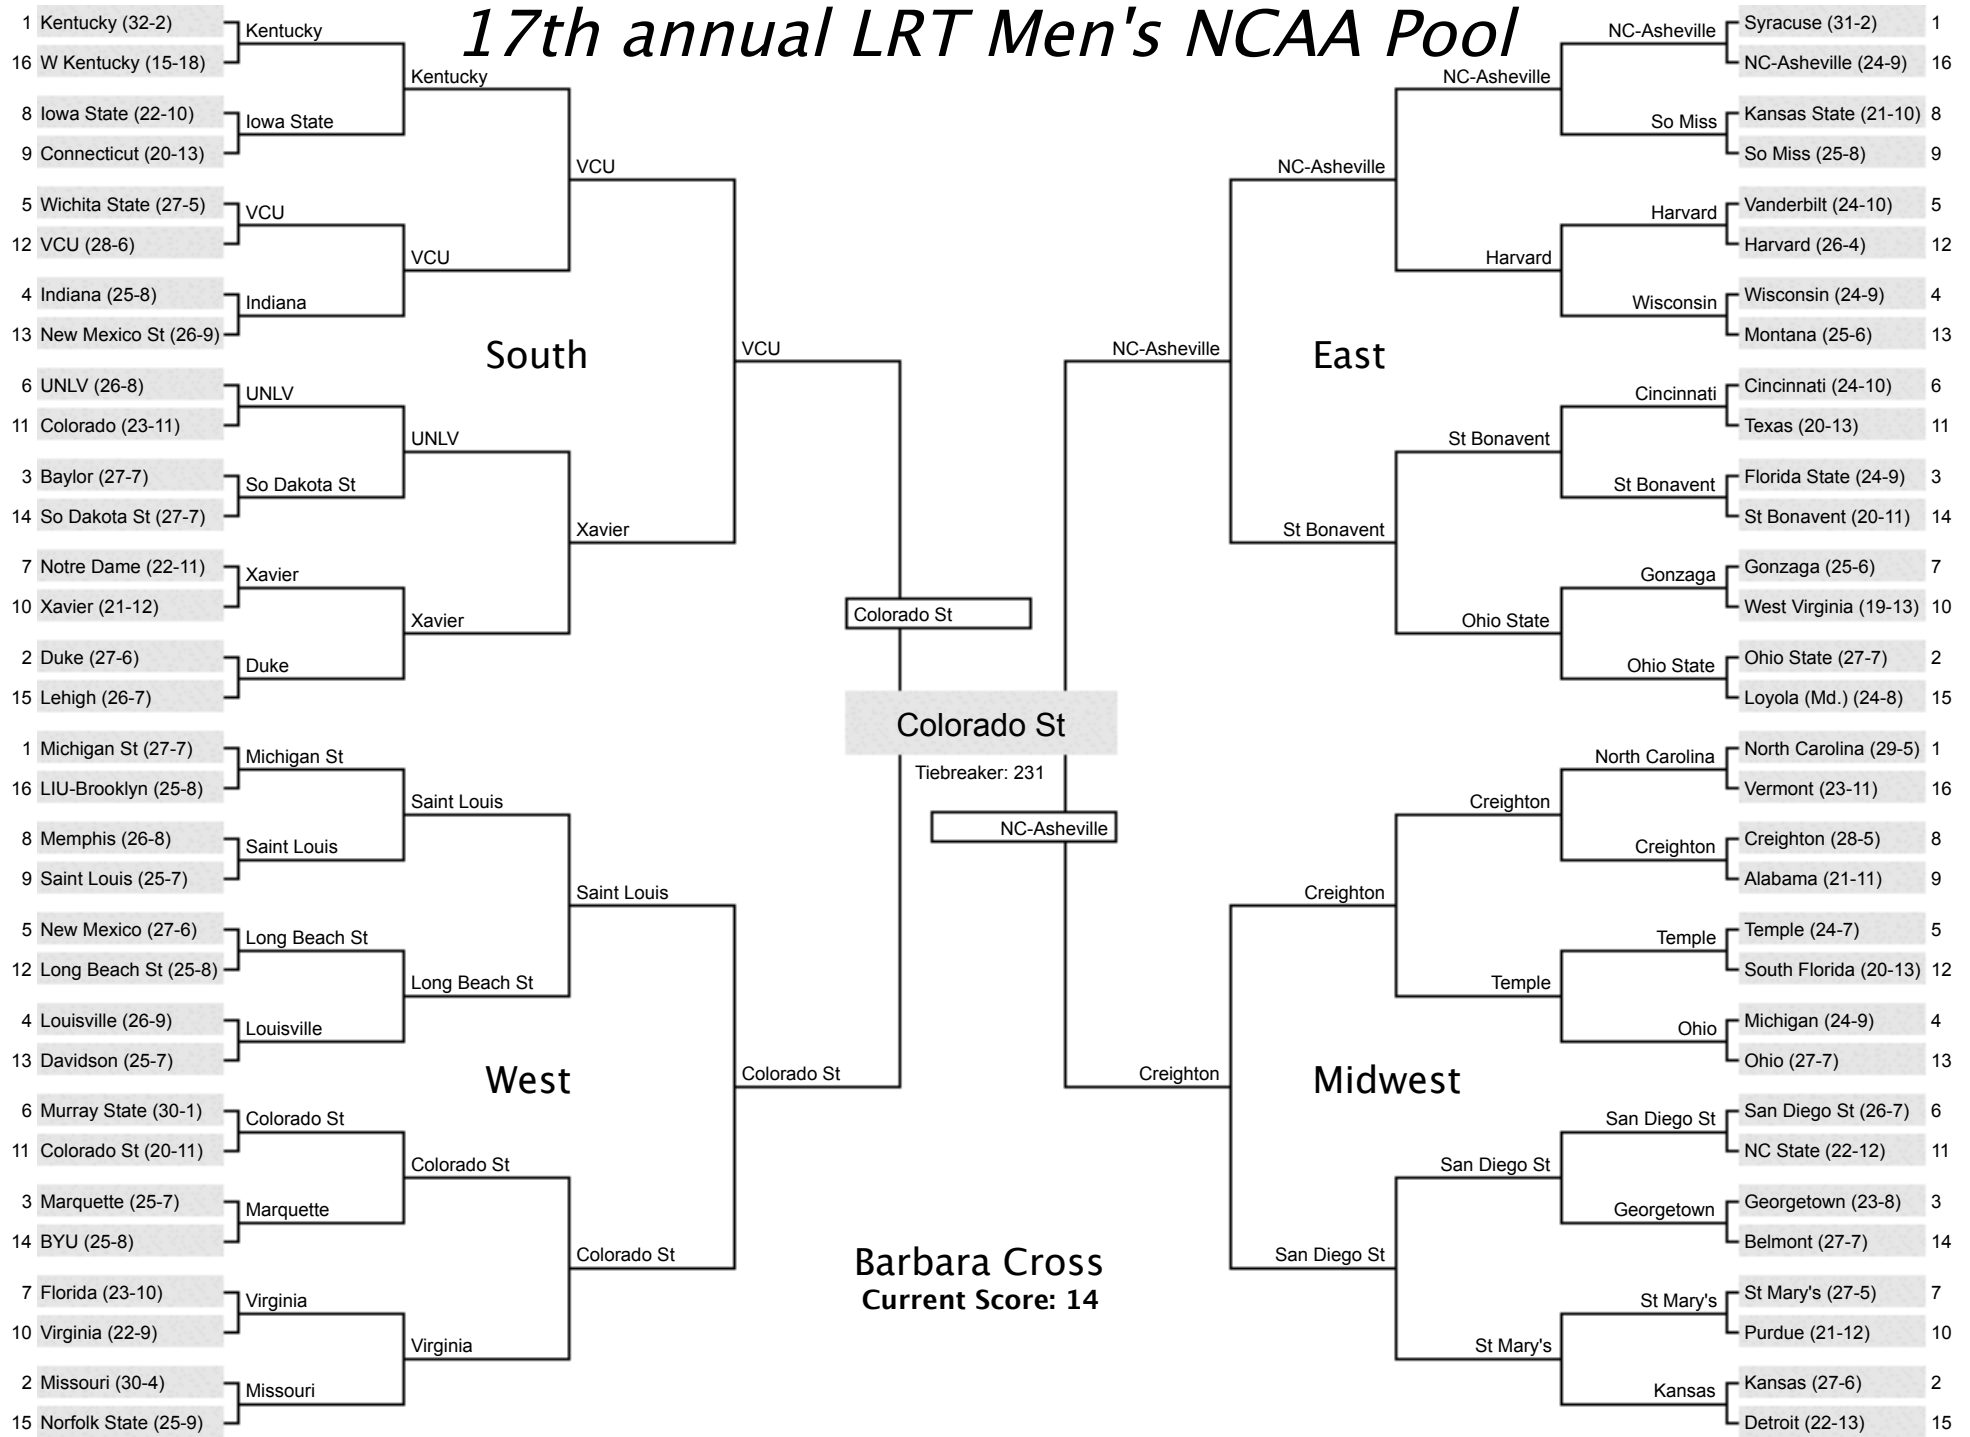 17th annual LRT Men's NCAA Pool
1 Kentucky (32-2)
16 W Kentucky (15-18)
8 Iowa State (22-10)
9 Connecticut (20-13)
5 Wichita State (27-5)
12 VCU (28-6)
4 Indiana (25-8)
13 New Mexico St (26-9)
6 UNLV (26-8)
11 Colorado (23-11)
3 Baylor (27-7)
14 So Dakota St (27-7)
7 Notre Dame (22-11)
10 Xavier (21-12)
2 Duke (27-6)
15 Lehigh (26-7)
Kentucky
Iowa State
VCU
Indiana
UNLV
So Dakota St
Xavier
Duke
Kentucky
VCU
UNLV
Xavier
VCU
Xavier
South
VCU
1 Michigan St (27-7)
16 LIU-Brooklyn (25-8)
8 Memphis (26-8)
9 Saint Louis (25-7)
5 New Mexico (27-6)
12 Long Beach St (25-8)
4 Louisville (26-9)
13 Davidson (25-7)
6 Murray State (30-1)
11 Colorado St (20-11)
3 Marquette (25-7)
14 BYU (25-8)
7 Florida (23-10)
10 Virginia (22-9)
2 Missouri (30-4)
15 Norfolk State (25-9)
Michigan St
Saint Louis
Long Beach St
Louisville
Colorado St
Marquette
Virginia
Missouri
Saint Louis
Long Beach St
Colorado St
Virginia
Saint Louis
Colorado St
West
Colorado St
Colorado St
Colorado St
Tiebreaker: 231
NC-Asheville
Barbara Cross
Current Score: 14
NC-Asheville
East
NC-Asheville
St Bonavent
NC-Asheville
Harvard
St Bonavent
Ohio State
NC-Asheville
So Miss
Harvard
Wisconsin
Cincinnati
St Bonavent
Gonzaga
Ohio State
Syracuse (31-2) 1
NC-Asheville (24-9) 16
Kansas State (21-10) 8
So Miss (25-8) 9
Vanderbilt (24-10) 5
Harvard (26-4) 12
Wisconsin (24-9) 4
Montana (25-6) 13
Cincinnati (24-10) 6
Texas (20-13) 11
Florida State (24-9) 3
St Bonavent (20-11) 14
Gonzaga (25-6) 7
West Virginia (19-13) 10
Ohio State (27-7) 2
Loyola (Md.) (24-8) 15
Creighton
Midwest
Creighton
San Diego St
Creighton
Temple
San Diego St
St Mary's
North Carolina
Creighton
Temple
Ohio
San Diego St
Georgetown
St Mary's
Kansas
North Carolina (29-5) 1
Vermont (23-11) 16
Creighton (28-5) 8
Alabama (21-11) 9
Temple (24-7) 5
South Florida (20-13) 12
Michigan (24-9) 4
Ohio (27-7) 13
San Diego St (26-7) 6
NC State (22-12) 11
Georgetown (23-8) 3
Belmont (27-7) 14
St Mary's (27-5) 7
Purdue (21-12) 10
Kansas (27-6) 2
Detroit (22-13) 15